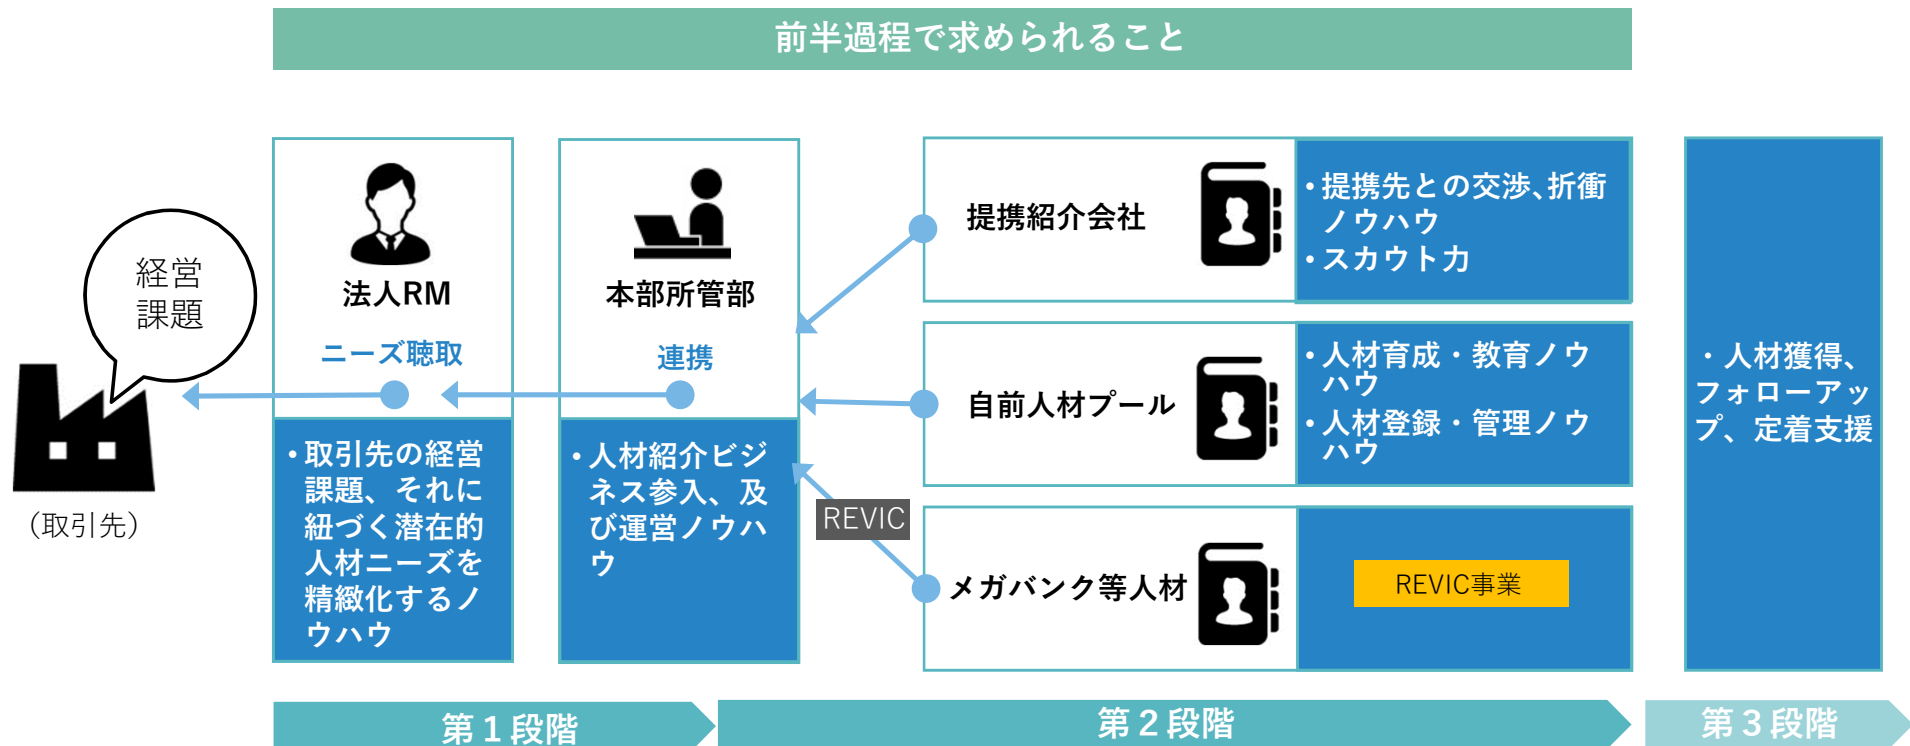 前半過程で求められること
経営
課題
(取引先)
法人RM
ニーズ聴取
・取引先の経営
課題、それに
紐づく潜在的
人材ニーズを
精緻化するノ
ウハウ
本部所管部
連携
・人材紹介ビジ
ネス参入、及
び運営ノウハ
ウ
提携紹介会社
・提携先との交渉、折衝
ノウハウ
・スカウト力
自前人材プール
・人材育成・教育ノウ
ハウ
・人材登録・管理ノウ
ハウ
REVIC
メガバンク等人材
REVIC事業
・人材獲得、
フォローアッ
プ、定着支援
第1段階
第2段階
第3段階